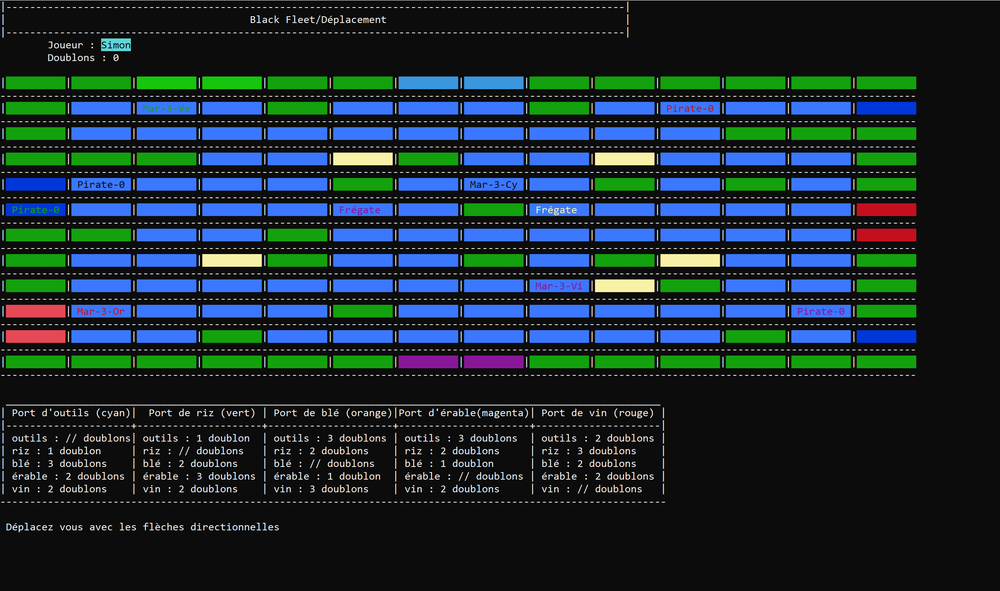 Black Fleet/Déplacement
Joueur : Simon
Doublons : 0
Mar-3-Ve Pirate-0
Pirate-0 Mar-3-Cy
Pirate-0 Frégate Frégate
Mar-3-Vi
Mar-3-Or Pirate-0
| Port d'outils (cyan)| Port de riz (vert) | Port de blé (orange)|Port d'érable(magenta)| Port de vin (rouge) |
| outils : // doublons| outils : 1 doublon | outils : 3 doublons | outils : 3 doublons | outils : 2 doublons |
| riz : 1 doublon | riz : // doublons | riz : 2 doublons | riz : 2 doublons | riz : 3 doublons |
| blé : 3 doublons | blé : 2 doublons | blé : // doublons | blé : 1 doublon | blé : 2 doublons |
| érable : 2 doublons | érable : 3 doublons | érable : 1 doublon | érable : // doublons | érable : 2 doublons |
| vin : 2 doublons | vin : 2 doublons | vin : 3 doublons | vin : 2 doublons | vin : // doublons |
Déplacez vous avec les flèches directionnelles